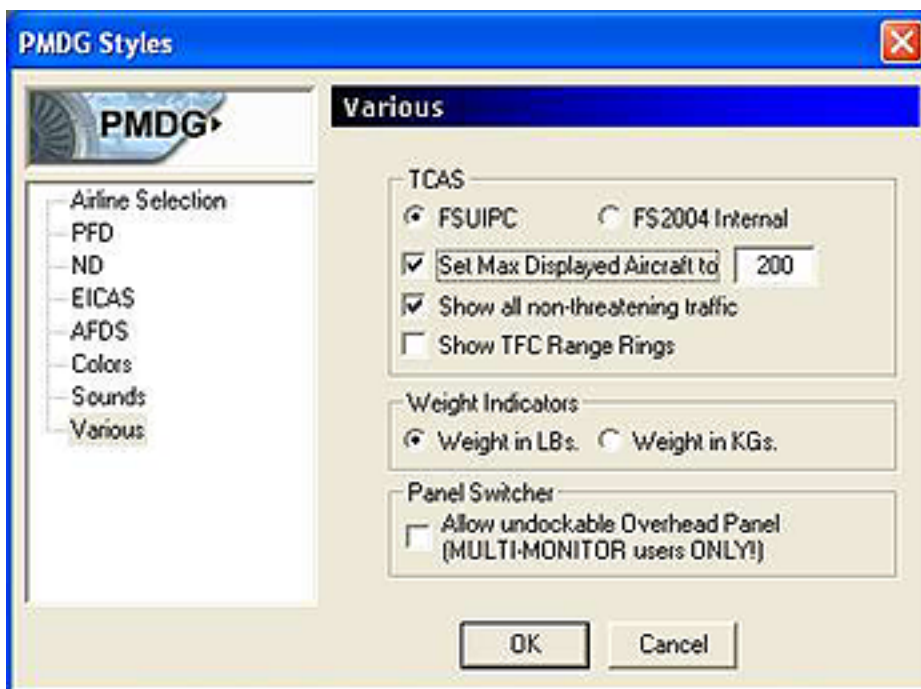 PMDG Styles
PMDG
Various
Airline Selection
PFD
ND
EICAS
AFDS
Colors
Sounds
Various
TCAS
FSUIPC FS2004 Internal
Set Max Displayed Aircraft to 200
Show all non-threatening traffic
Show TFC Range Rings
Weight Indicators
Weight in LBs. Weight in KGs.
Panel Switcher
Allow undockable Overhead Panel
(MULTI-MONITOR users ONLY!)
OK Cancel